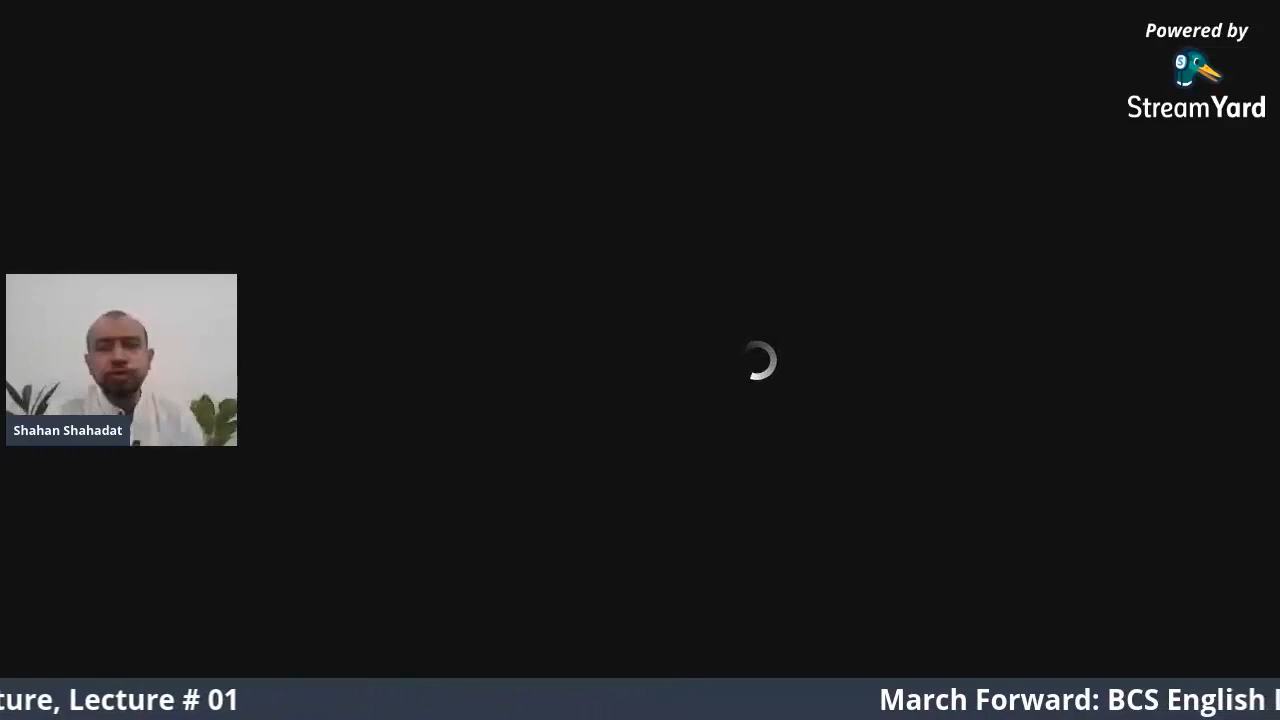 Powered by
StreamYard
Shahan Shahadat
ture, Lecture # 01
March Forward: BCS English